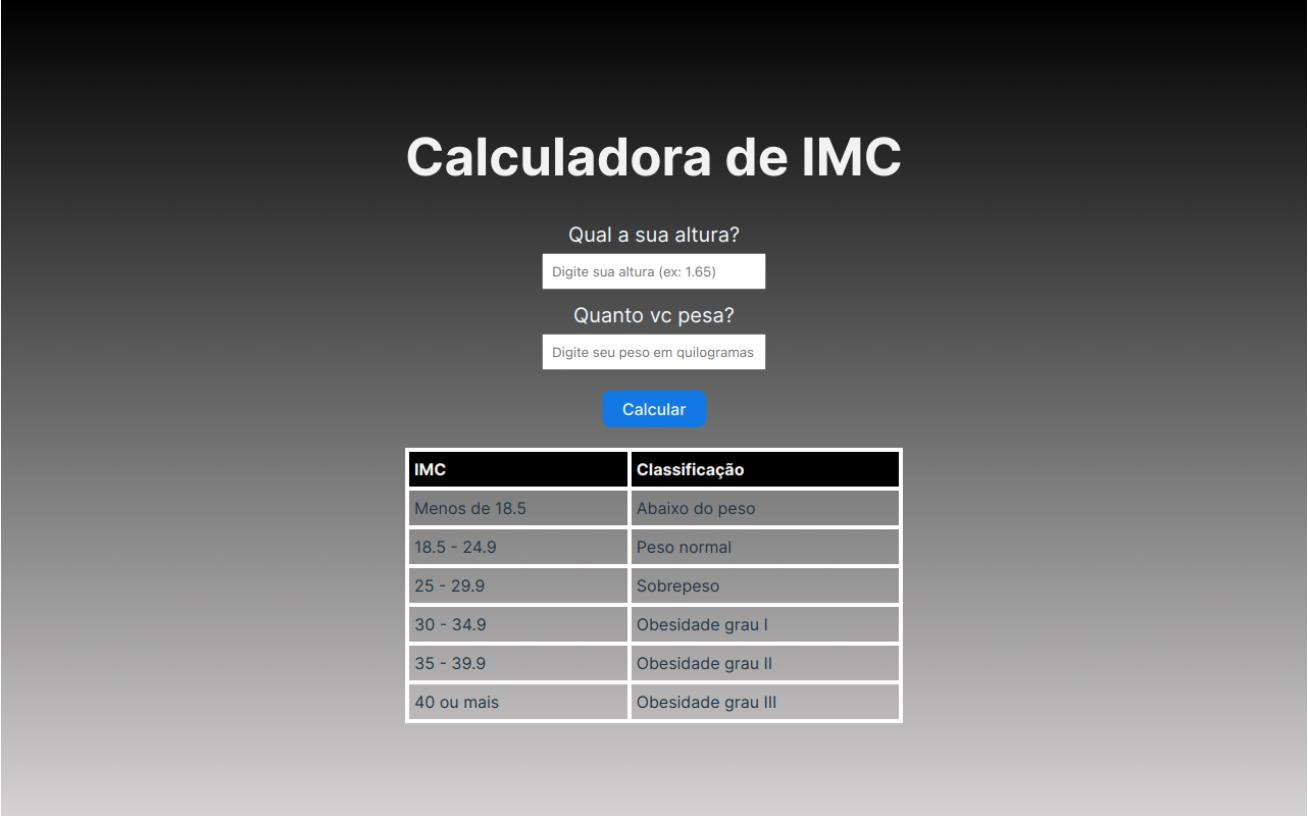 Calculadora de IMC
Qual a sua altura?
Digite sua altura (ex: 1.65)
Quanto vc pesa?
Digite seu peso em quilogramas
Calcular
IMC Classificação
Menos de 18.5 Abaixo do peso
18.5 - 24.9 Peso normal
25 - 29.9 Sobrepeso
30 - 34.9 Obesidade grau I
35 - 39.9 Obesidade grau II
40 ou mais Obesidade grau III